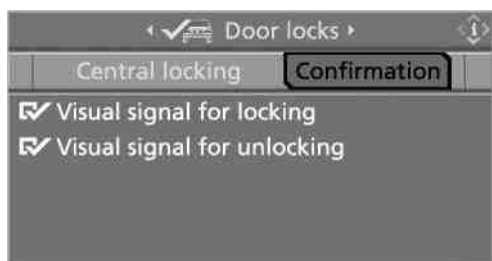 Door locks
Central locking Confirmation
Visual signal for locking
Visual signal for unlocking